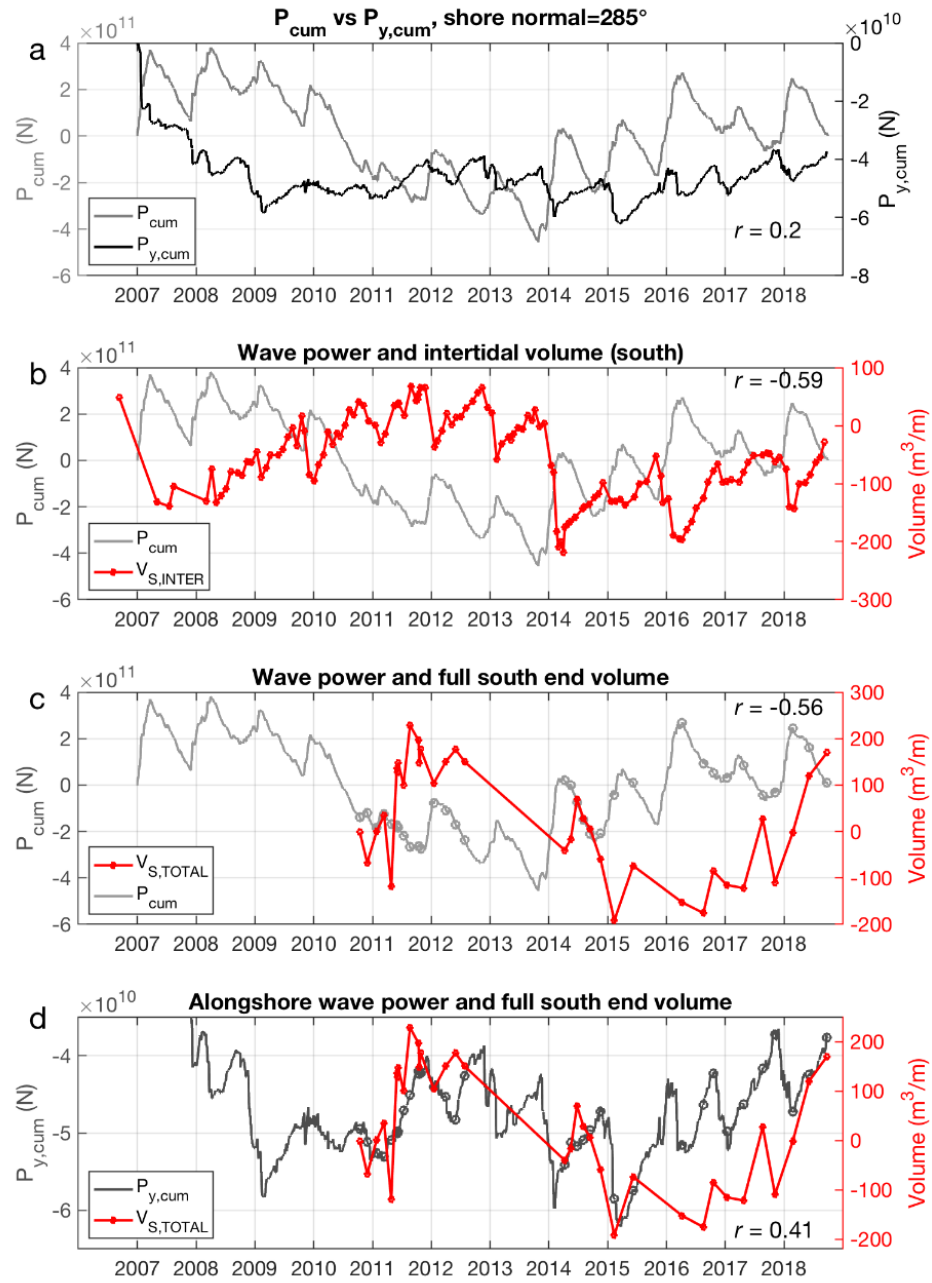 P_cum vs P_y,cum, shore normal=285°
a
×10^11
×10^10
4
2
0
-2
-4
-6
P_cum (N)
0
-2
-4
-6
-8
P_y,cum (N)
P_cum
P_y,cum
r = 0.2
2007 2008 2009 2010 2011 2012 2013 2014 2015 2016 2017 2018
Wave power and intertidal volume (south)
b
×10^11
4
2
0
-2
-4
-6
P_cum (N)
100
0
-100
-200
-300
Volume (m^3/m)
r = -0.59
P_cum
V_S,INTER
2007 2008 2009 2010 2011 2012 2013 2014 2015 2016 2017 2018
Wave power and full south end volume
c
×10^11
4
2
0
-2
-4
-6
P_cum (N)
300
200
100
0
-100
-200
Volume (m^3/m)
r = -0.56
V_S,TOTAL
P_cum
2007 2008 2009 2010 2011 2012 2013 2014 2015 2016 2017 2018
Alongshore wave power and full south end volume
d
×10^10
-4
-5
-6
P_y,cum (N)
200
100
0
-100
-200
Volume (m^3/m)
P_y,cum
V_S,TOTAL
r = 0.41
2007 2008 2009 2010 2011 2012 2013 2014 2015 2016 2017 2018